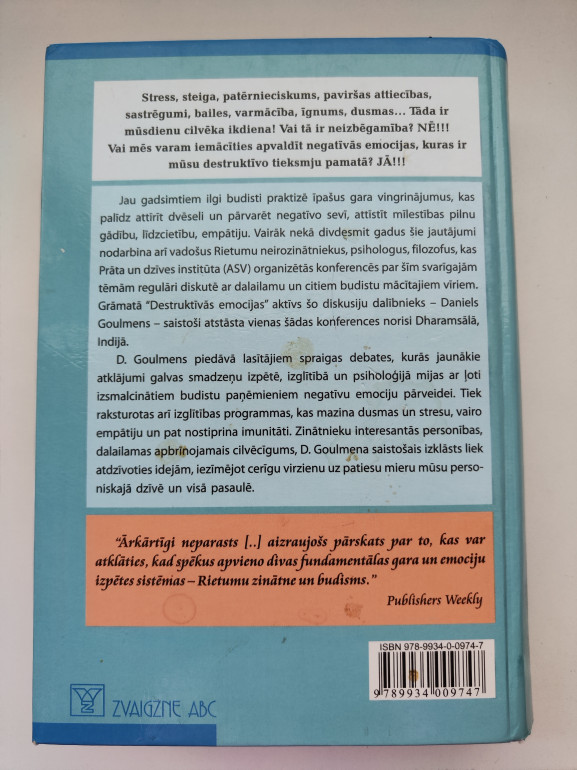 Stress, steiga, patērnieciskums, paviršas attiecības,
sastrēgumi, bailes, varmācība, īgnums, dusmas... Tāda ir
mūsdienu cilvēka ikdiena! Vai tā ir neizbēgamība? NĒ!!!
Vai mēs varam iemācīties apvaldīt negatīvās emocijas, kuras ir
mūsu destruktīvo tieksmju pamatā? JĀ!!!
Jau gadsimtiem ilgi budisti praktizē īpašus gara vingrinājumus, kas
palīdz attīrīt dvēseli un pārvarēt negatīvo sevī, attīstīt mīlestības pilnu
gādību, līdzcietību, empātiju. Vairāk nekā divdesmit gadus šie jautājumi
nodarbina arī vadošus Rietumu neirozinātniekus, psihologus, filozofus, kas
Prāta un dzīves institūta (ASV) organizētās konferencēs par šīm svarīgajām
tēmām regulāri diskutē ar dalailamu un citiem budistu mācītajiem vīriem.
Grāmatā “Destruktīvās emocijas” aktīvs šo diskusiju dalībnieks – Daniels
Goulmens – saistoši atstāsta vienas šādas konferences norisi Dharamsālā,
Indijā.
D. Goulmens piedāvā lasītājiem spraigas debates, kurās jaunākie
atklājumi galvas smadzeņu izpētē, izglītībā un psiholoģijā mijas ar ļoti
izsmalcinātiem budistu paņēmieniem negatīvu emociju pārveidei. Tiek
raksturotas arī izglītības programmas, kas mazina dusmas un stresu, vairo
empātiju un pat nostiprina imunitāti. Zinātnieku interesantās personības,
dalailamas apbrīnojamais cilvēcīgums, D. Goulmena saistošais izklāsts liek
atdzīvoties idejām, iezīmējot cerīgu virzienu uz patiesu mieru mūsu perso-
niskajā dzīvē un visā pasaulē.
“Ārkārtīgi neparasts [..] aizraujošs pārskats par to, kas var
atklāties, kad spēkus apvieno divas fundamentālas gara un emociju
izpētes sistēmas – Rietumu zinātne un budisms.”
Publishers Weekly
ISBN 978-9934-0-0974-7
9 789934 009747
ZVAIGZNE ABC